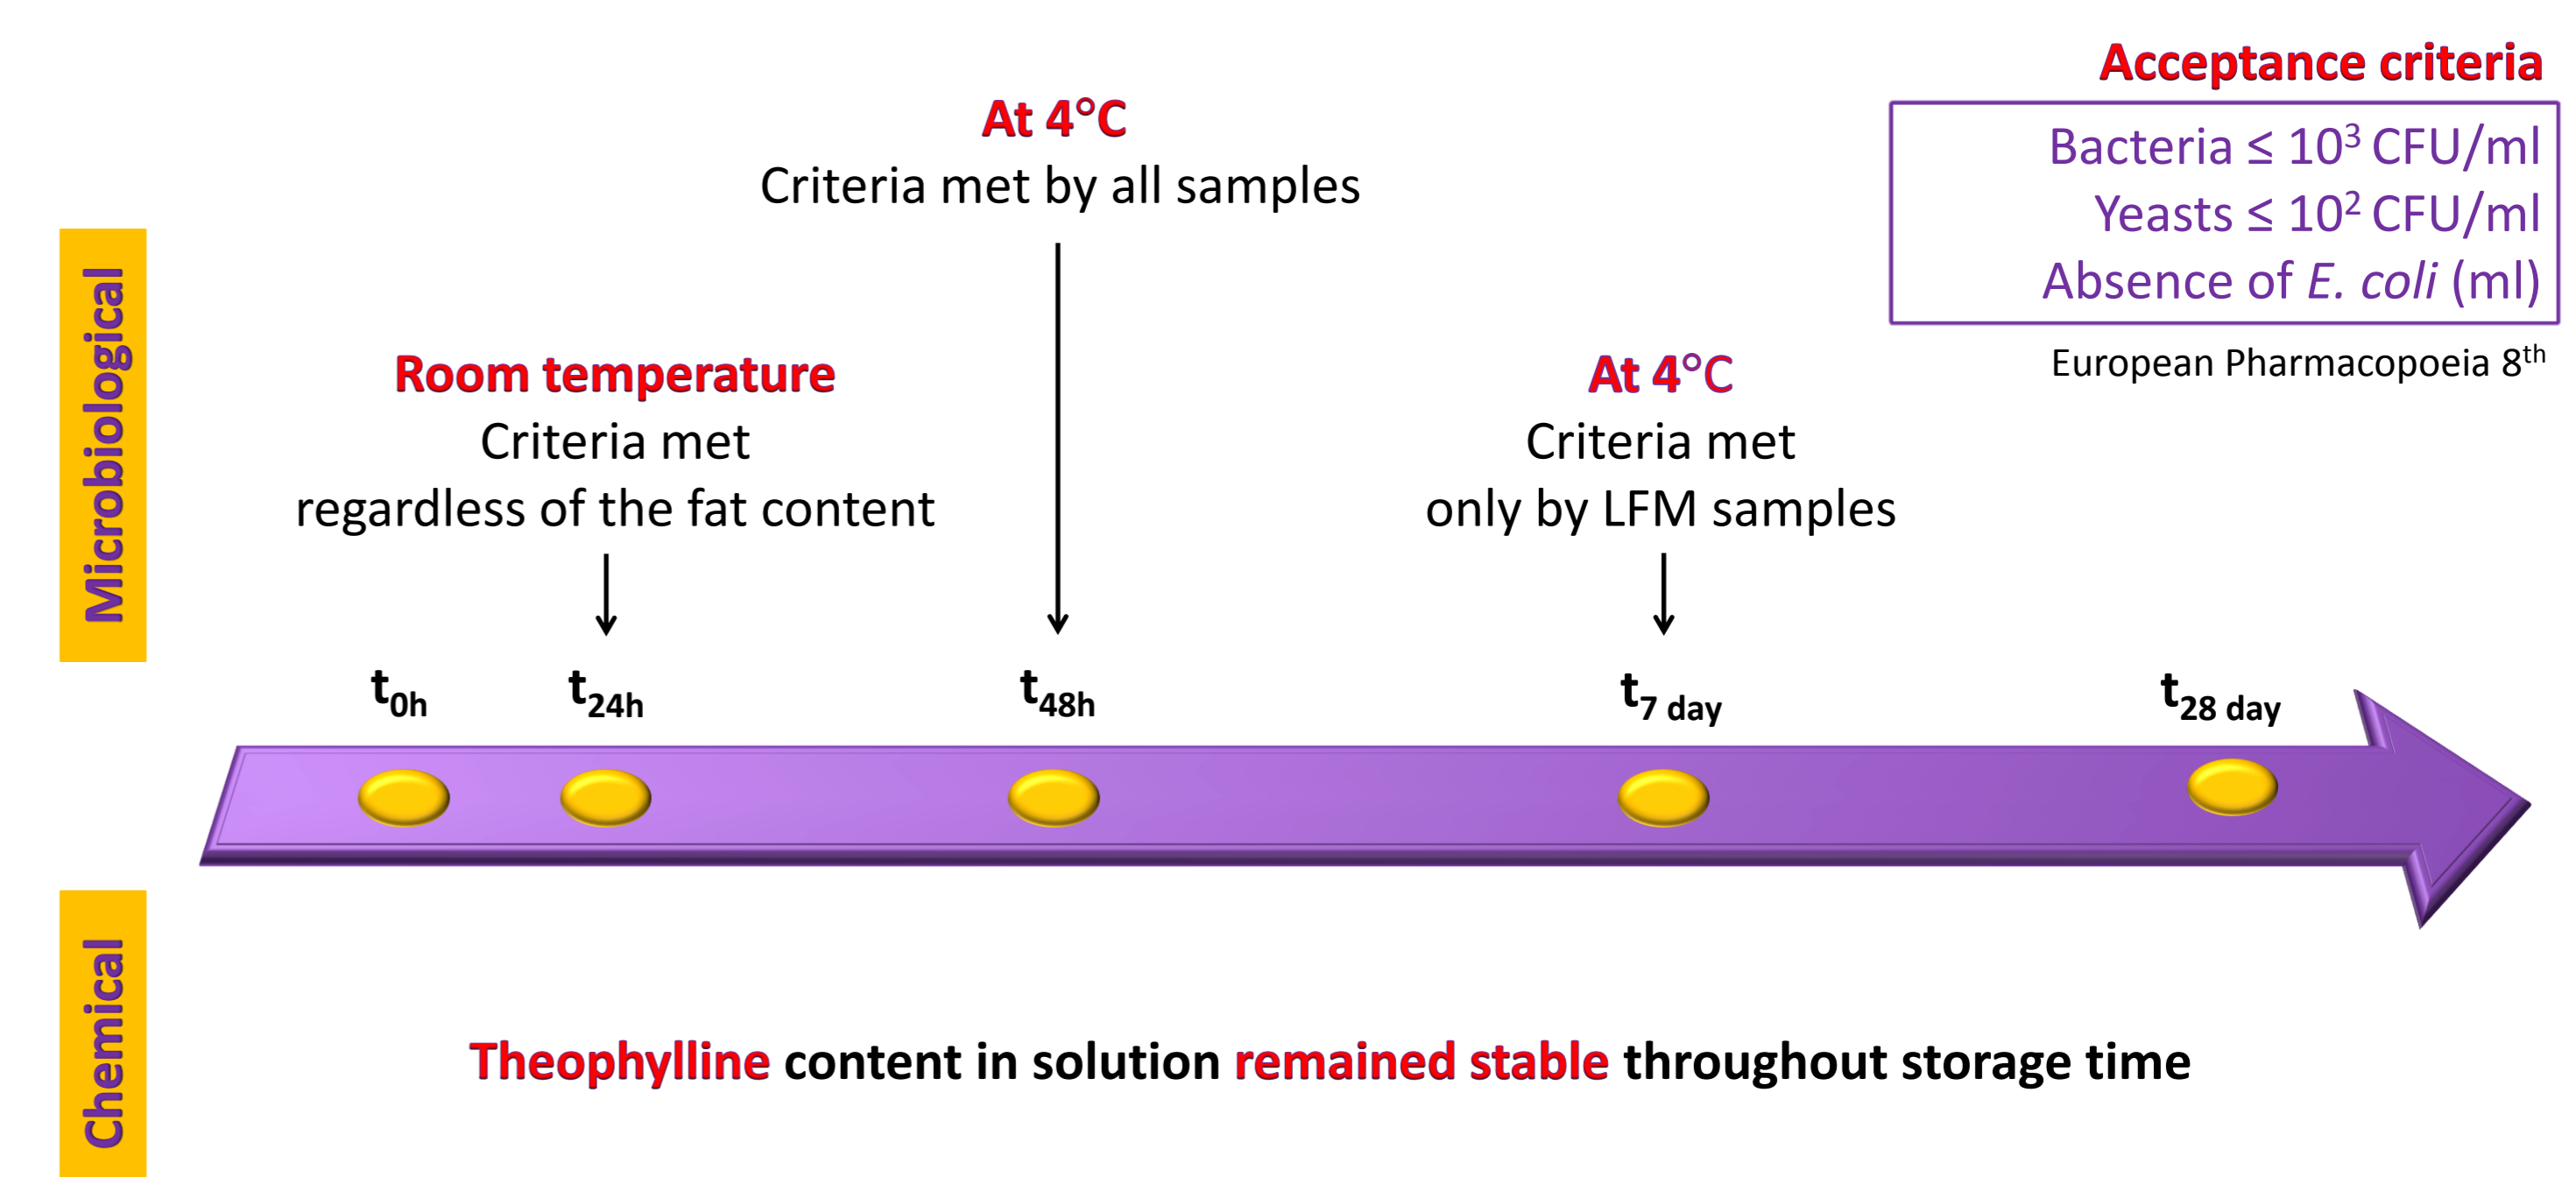 Acceptance criteria
Bacteria ≤ 10³ CFU/ml
Yeasts ≤ 10² CFU/ml
Absence of E. coli (ml)
European Pharmacopoeia 8th
At 4°C
Criteria met by all samples
Microbiological
Room temperature
Criteria met
regardless of the fat content
At 4°C
Criteria met
only by LFM samples
t0h
t24h
t48h
t7 day
t28 day
Chemical
Theophylline content in solution remained stable throughout storage time